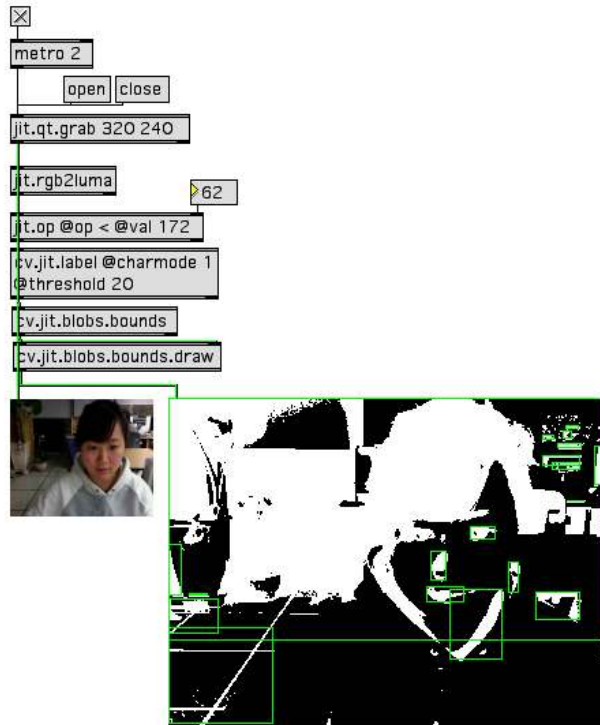 metro 2
open
close
jit.qt.grab 320 240
jit.rgb2luma
62
jit.op @op < @val 172
cv.jit.label @charmode 1
@threshold 20
cv.jit.blobs.bounds
cv.jit.blobs.bounds.draw